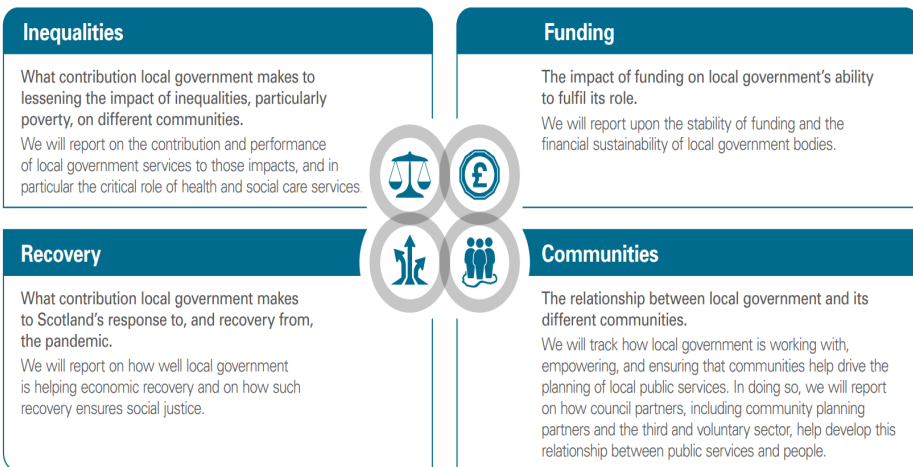 Inequalities
What contribution local government makes to
lessening the impact of inequalities, particularly
poverty, on different communities.
We will report on the contribution and performance
of local government services to those impacts, and in
particular the critical role of health and social care services
Funding
The impact of funding on local government's ability
to fulfil its role.
We will report upon the stability of funding and the
financial sustainability of local government bodies.
£
Recovery
What contribution local government makes
to Scotland's response to, and recovery from,
the pandemic.
We will report on how well local government
is helping economic recovery and on how such
recovery ensures social justice.
Communities
The relationship between local government and its
different communities.
We will track how local government is working with,
empowering, and ensuring that communities help drive the
planning of local public services. In doing so, we will report
on how council partners, including community planning
partners and the third and voluntary sector, help develop this
relationship between public services and people.